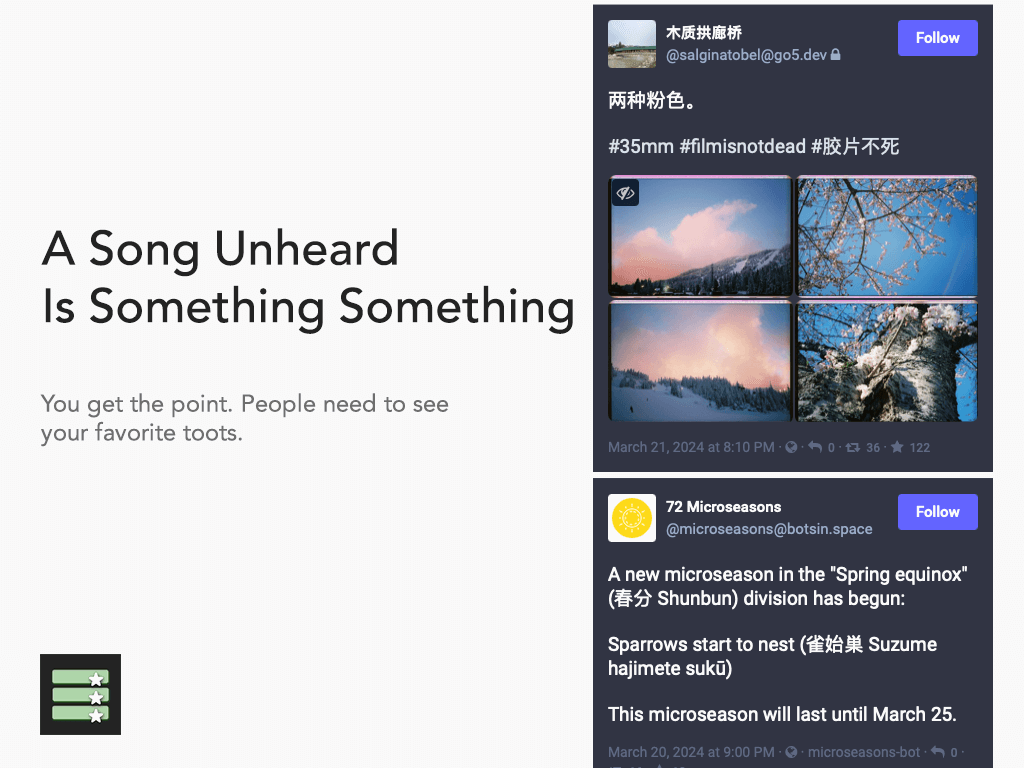 A Song Unheard
Is Something Something
You get the point. People need to see
your favorite toots.
木质拱廊桥
@salginatobel@go5.dev
Follow
两种粉色。
#35mm #filmisnotdead #胶片不死
March 21, 2024 at 8:10 PM · · 0 · 36 · 122
72 Microseasons
@microseasons@botsin.space
Follow
A new microseason in the "Spring equinox"
(春分 Shunbun) division has begun:
Sparrows start to nest (雀始巣 Suzume
hajimete sukū)
This microseason will last until March 25.
March 20, 2024 at 9:00 PM · · microseasons-bot · 0 ·